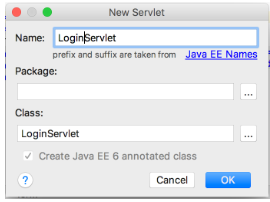 New Servlet
Name: LoginServlet
prefix and suffix are taken from Java EE Names
Package:
...
Class:
LoginServlet ...
Create Java EE 6 annotated class
? Cancel OK